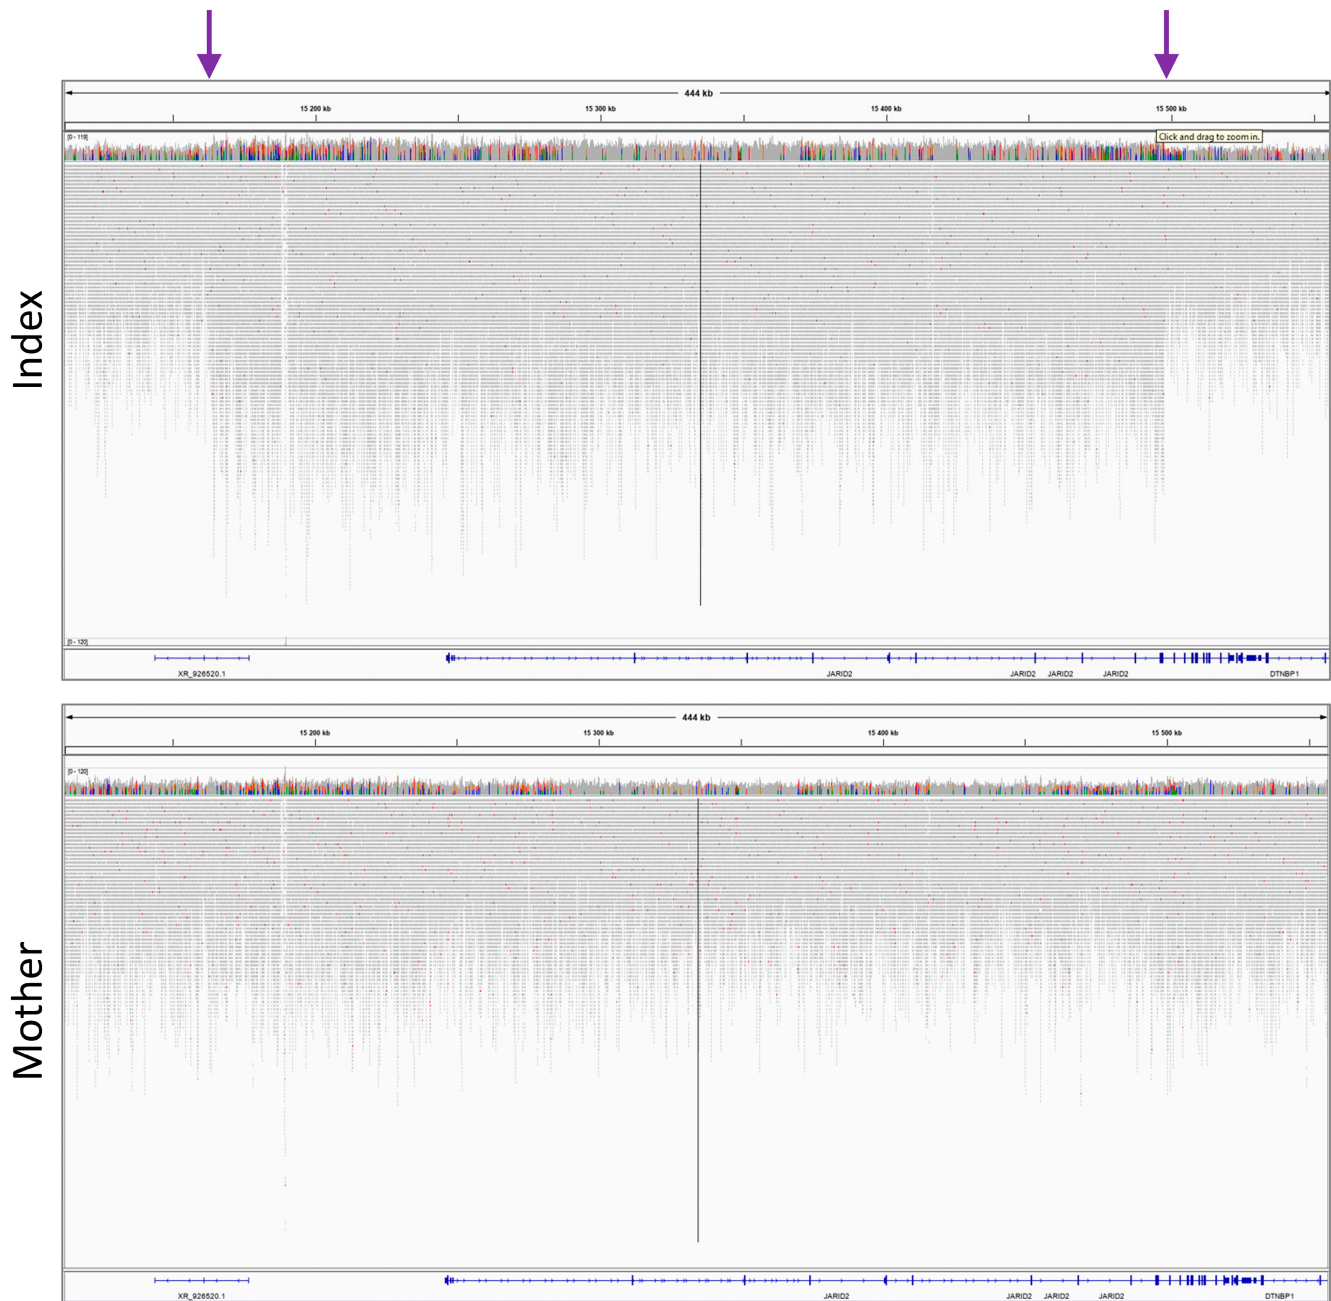 444 kb
15 200 kb 15 300 kb 15 400 kb 15 500 kb
[0 - 119]
Click and drag to zoom in.
Index
[0 - 120]
XR_926520.1 JARID2 JARID2 JARID2 JARID2 DTNBP1
444 kb
15 200 kb 15 300 kb 15 400 kb 15 500 kb
[0 - 120]
Mother
XR_926520.1 JARID2 JARID2 JARID2 JARID2 DTNBP1